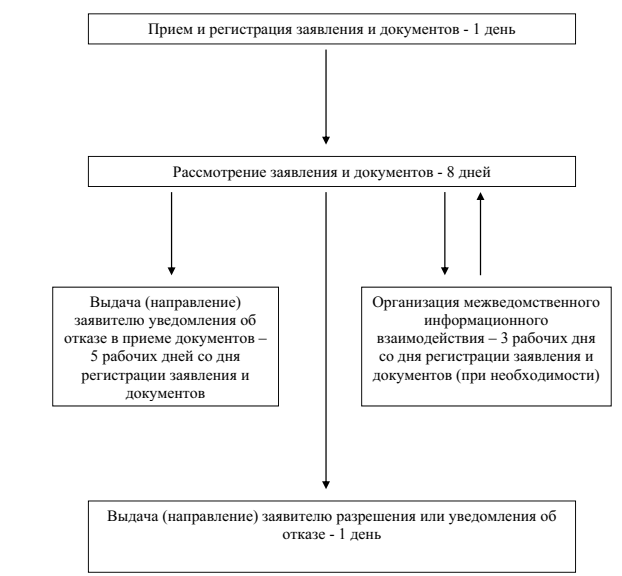 Прием и регистрация заявления и документов - 1 день
Рассмотрение заявления и документов - 8 дней
Выдача (направление)
заявителю уведомления об
отказе в приеме документов –
5 рабочих дней со дня
регистрации заявления и
документов
Организация межведомственного
информационного
взаимодействия – 3 рабочих дня
со дня регистрации заявления и
документов (при необходимости)
Выдача (направление) заявителю разрешения или уведомления об
отказе - 1 день